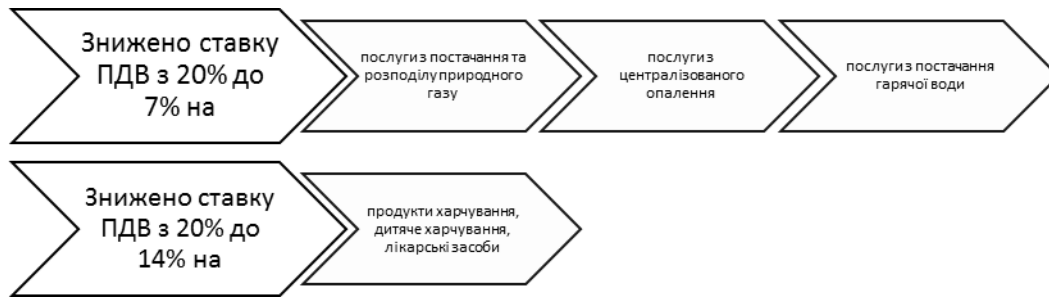 Знижено ставку
ПДВ з 20% до
7% на
послуги з постачання та
розподілу природного
газу
послуги з
централізованого
опалення
послуги з постачання
гарячої води
Знижено ставку
ПДВ з 20% до
14% на
продукти харчування,
дитяче харчування,
лікарські засоби